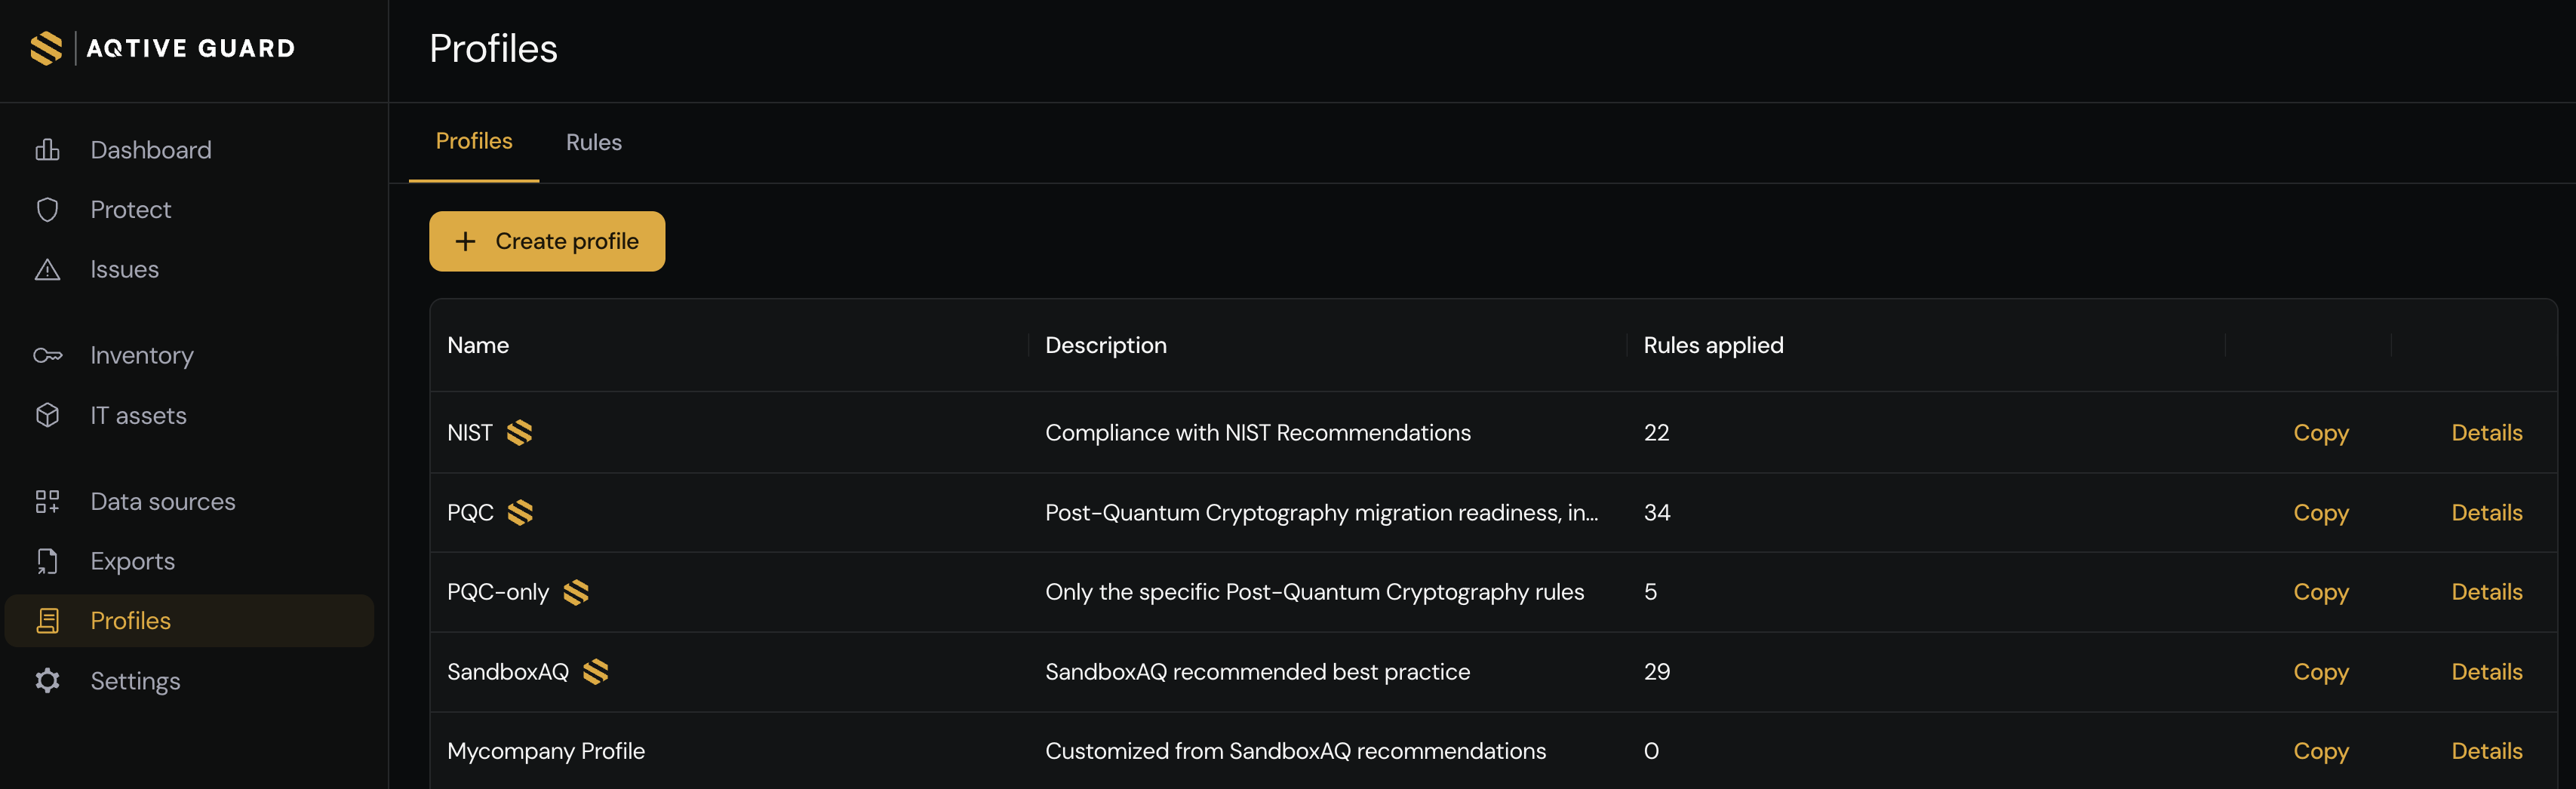 AQTIVE GUARD
Profiles
Dashboard
Protect
Issues
Inventory
IT assets
Data sources
Exports
Profiles
Settings
Profiles Rules
+ Create profile
Name Description Rules applied
NIST Compliance with NIST Recommendations 22 Copy Details
PQC Post-Quantum Cryptography migration readiness, in... 34 Copy Details
PQC-only Only the specific Post-Quantum Cryptography rules 5 Copy Details
SandboxAQ SandboxAQ recommended best practice 29 Copy Details
Mycompany Profile Customized from SandboxAQ recommendations 0 Copy Details